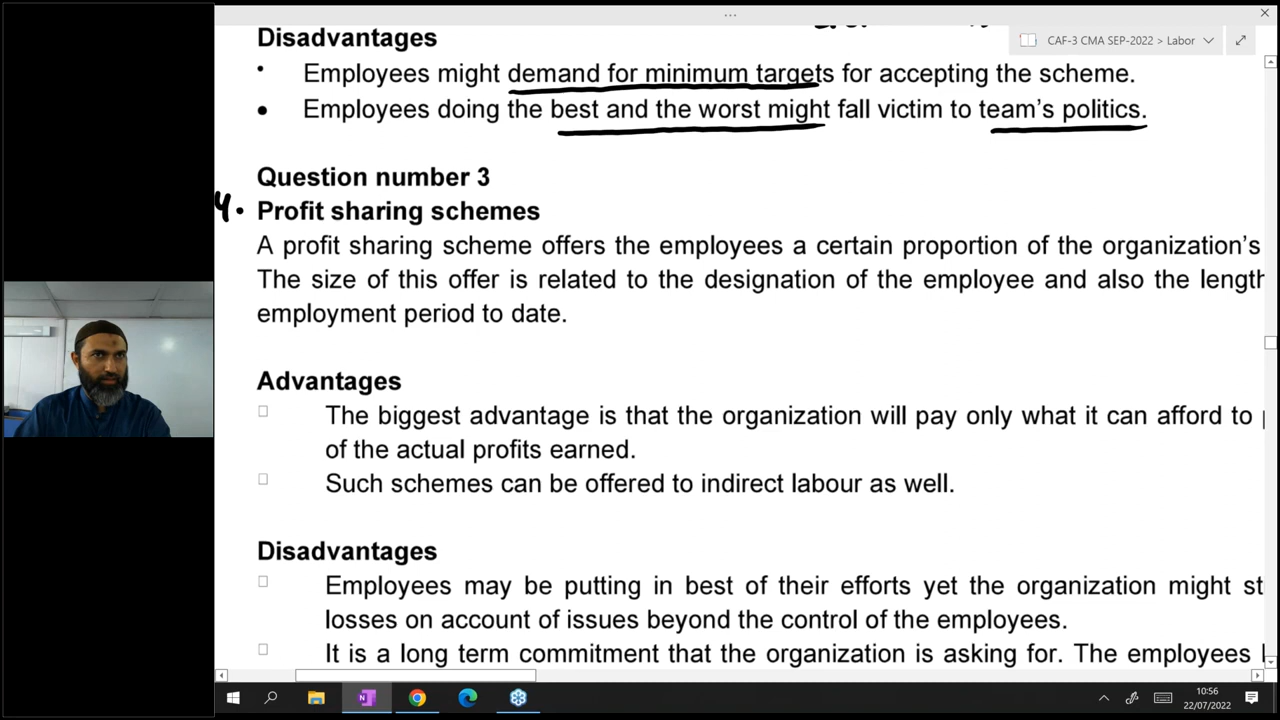 CAF-3 CMA SEP-2022 > Labor
Disadvantages
• Employees might demand for minimum targets for accepting the scheme.
• Employees doing the best and the worst might fall victim to team's politics.
Question number 3
4. Profit sharing schemes
A profit sharing scheme offers the employees a certain proportion of the organization's
The size of this offer is related to the designation of the employee and also the length
employment period to date.
Advantages
The biggest advantage is that the organization will pay only what it can afford to
of the actual profits earned.
Such schemes can be offered to indirect labour as well.
Disadvantages
Employees may be putting in best of their efforts yet the organization might
losses on account of issues beyond the control of the employees.
It is a long term commitment that the organization is asking for. The employees
10:56
22/07/2022